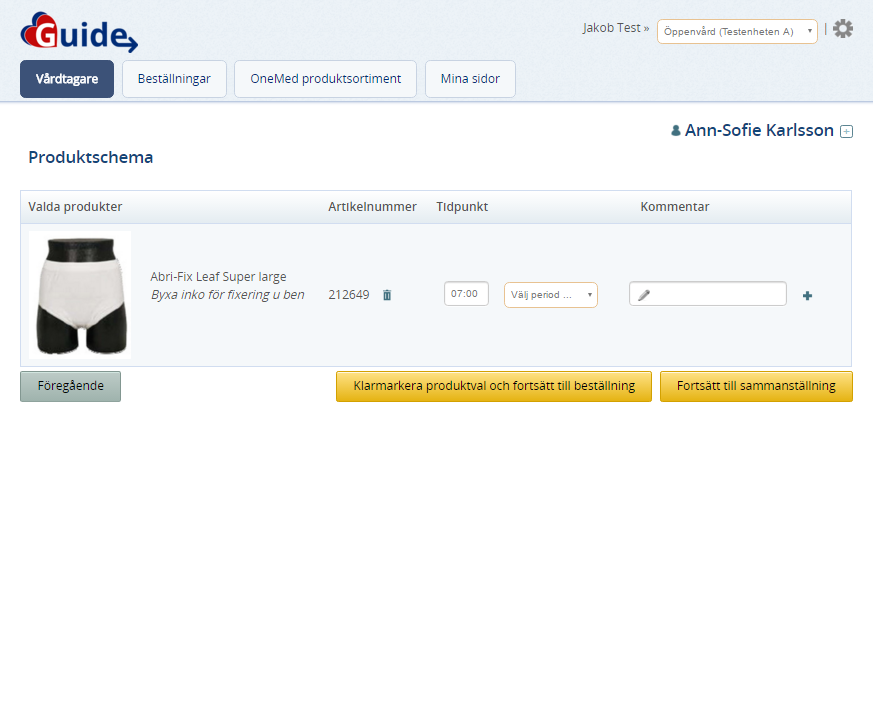 Guide
Jakob Test »
Öppenvård (Testenheten A)
|
Vårdtagare
Beställningar
OneMed produktsortiment
Mina sidor
Ann-Sofie Karlsson
Produktschema
Valda produkter
Artikelnummer
Tidpunkt
Kommentar
Abri-Fix Leaf Super large
Byxa inko för fixering u ben
212649
07:00
Välj period ...
Föregående
Klarmarkera produktval och fortsätt till beställning
Fortsätt till sammanställning